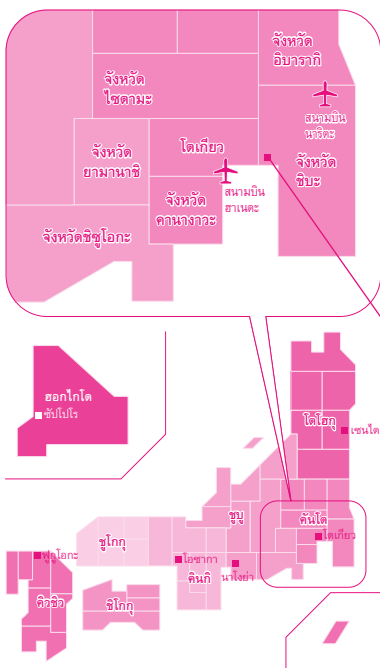 จังหวัด
อิบารากิ
จังหวัด
ไซตามะ
สนามบิน
นาริตะ
โตเกียว
จังหวัด
ยามานาชิ
จังหวัด
ชิบะ
สนามบิน
ฮาเนดะ
จังหวัด
คานางาวะ
จังหวัดชิซูโอกะ
ฮอกไกโด
ซัปโปโร
โตโฮกุ
เซนได
ชูบุ
คันโต
โตเกียว
ชูโกกุ
ฟุกุโอกะ
โอซากา
คินกิ
นาโงย่า
คิวชิว
ชิโกกุ